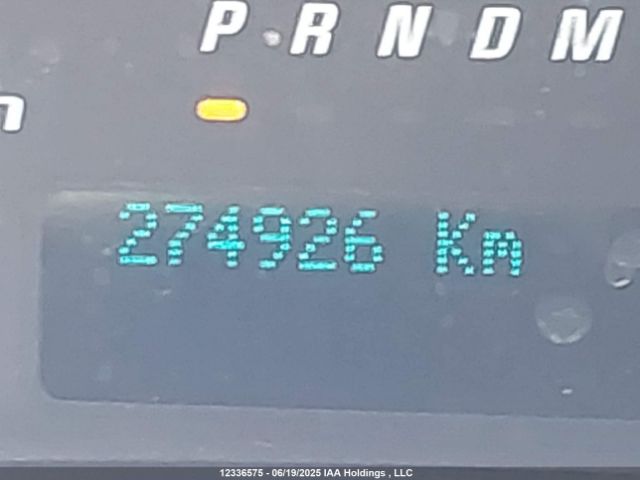 P R N D M
274926 Km
12336575 - 06/19/2025 IAA Holdings , LLC